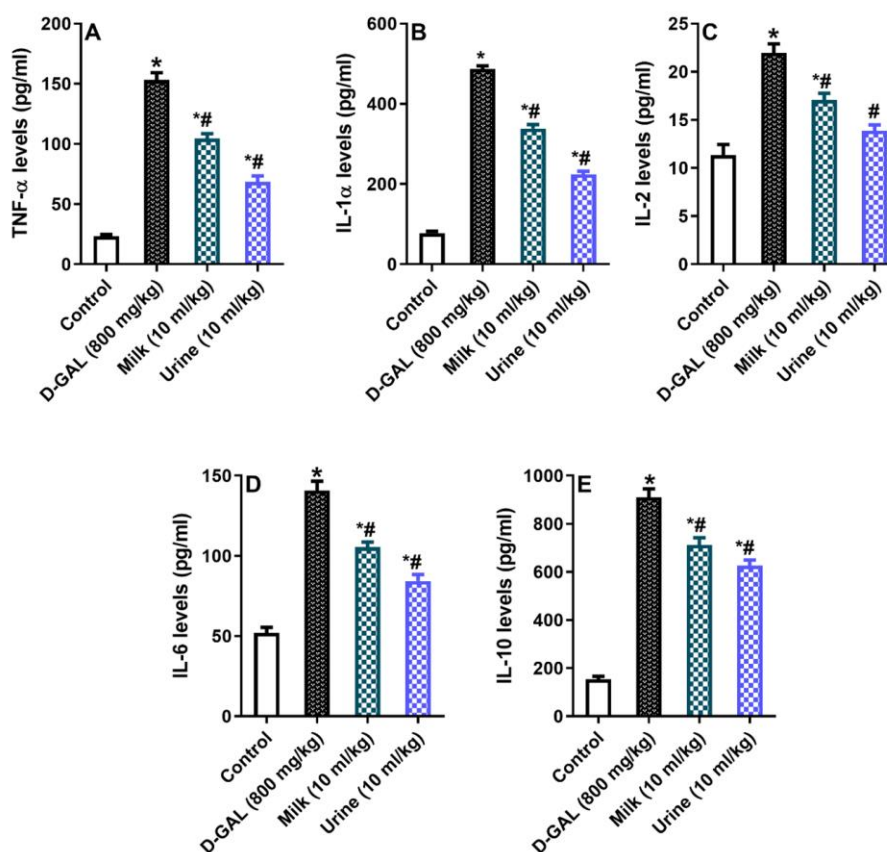 A
TNF-α levels (pg/ml)
200
150
100
50
0
*
*#
*#
Control
D-GAL (800 mg/kg)
Milk (10 ml/kg)
Urine (10 ml/kg)
B
IL-1α levels (pg/ml)
600
400
200
0
*
*#
*#
Control
D-GAL (800 mg/kg)
Milk (10 ml/kg)
Urine (10 ml/kg)
C
IL-2 levels (pg/ml)
25
20
15
10
5
0
*
*#
#
Control
D-GAL (800 mg/kg)
Milk (10 ml/kg)
Urine (10 ml/kg)
D
IL-6 levels (pg/ml)
150
100
50
0
*
*#
*#
Control
D-GAL (800 mg/kg)
Milk (10 ml/kg)
Urine (10 ml/kg)
E
IL-10 levels (pg/ml)
1000
800
600
400
200
0
*
*#
*#
Control
D-GAL (800 mg/kg)
Milk (10 ml/kg)
Urine (10 ml/kg)